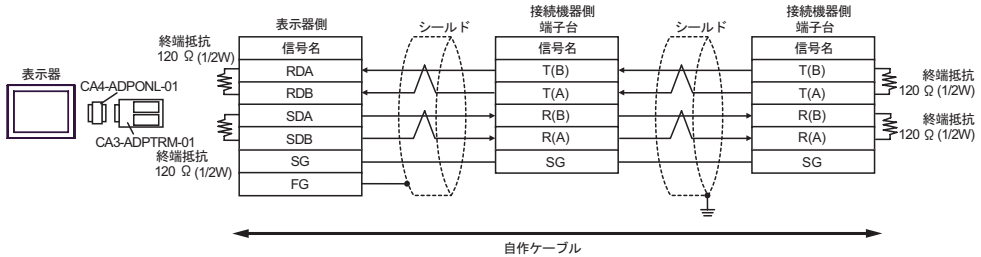 表示器
CA4-ADPONL-01
CA3-ADPTRM-01
終端抵抗
120 Ω (1/2W)
終端抵抗
120 Ω (1/2W)
表示器側
信号名
RDA
RDB
SDA
SDB
SG
FG
シールド
接続機器側
端子台
信号名
T(B)
T(A)
R(B)
R(A)
SG
シールド
接続機器側
端子台
信号名
T(B)
T(A)
R(B)
R(A)
SG
終端抵抗
120 Ω (1/2W)
終端抵抗
120 Ω (1/2W)
自作ケーブル